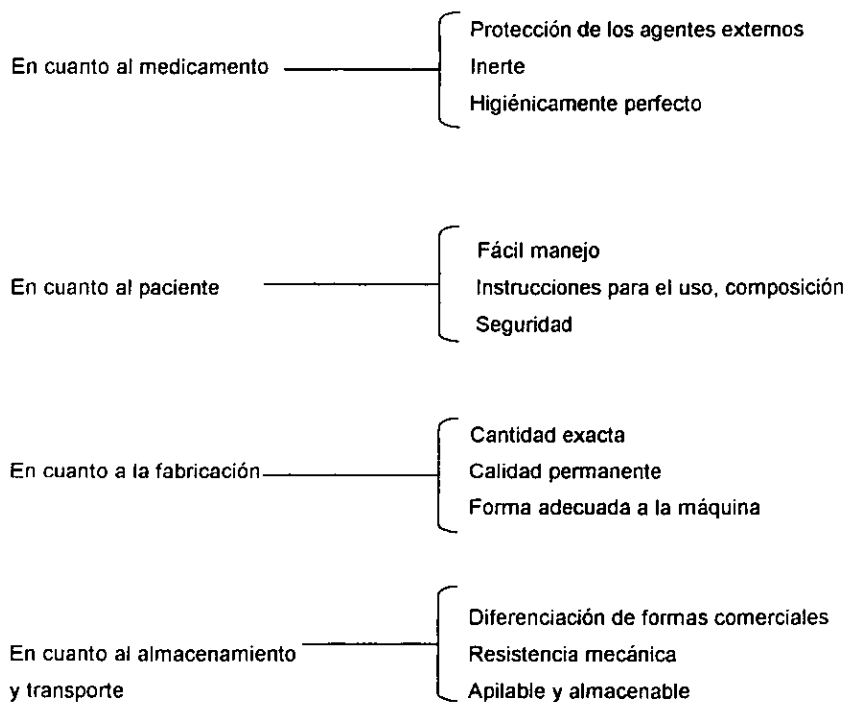 En cuanto al medicamento
Protección de los agentes externos
Inerte
Higiénicamente perfecto
En cuanto al paciente
Fácil manejo
Instrucciones para el uso, composición
Seguridad
En cuanto a la fabricación
Cantidad exacta
Calidad permanente
Forma adecuada a la máquina
En cuanto al almacenamiento
y transporte
Diferenciación de formas comerciales
Resistencia mecánica
Apilable y almacenable